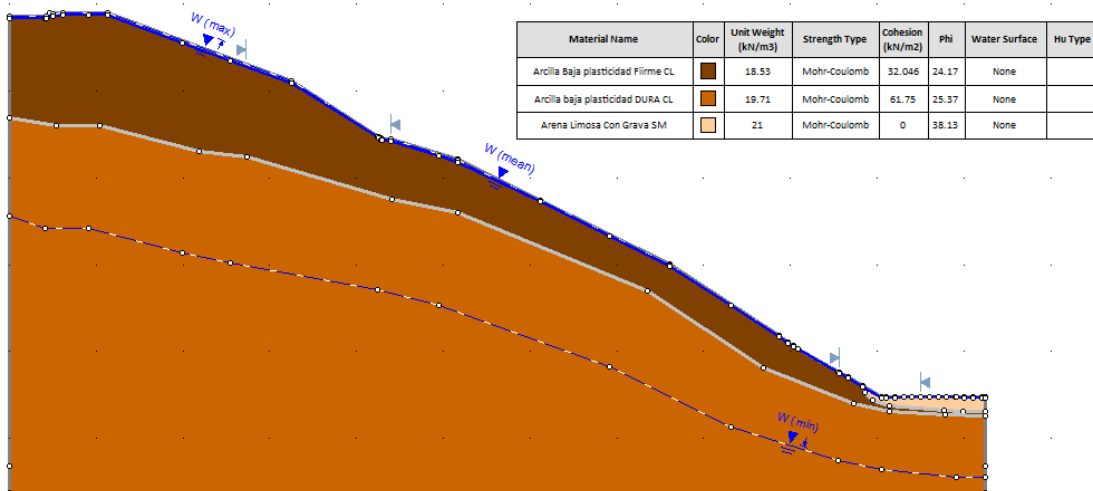 W (max)
Material Name Color Unit Weight (kN/m3) Strength Type Cohesion (kN/m2) Phi Water Surface Hu Type
Arcilla Baja plasticidad Fiirme CL 18.53 Mohr-Coulomb 32.046 24.17 None
Arcilla baja plasticidad DURA CL 19.71 Mohr-Coulomb 61.75 25.37 None
Arena Limosa Con Grava SM 21 Mohr-Coulomb 0 38.13 None
W (mean)
W (min)